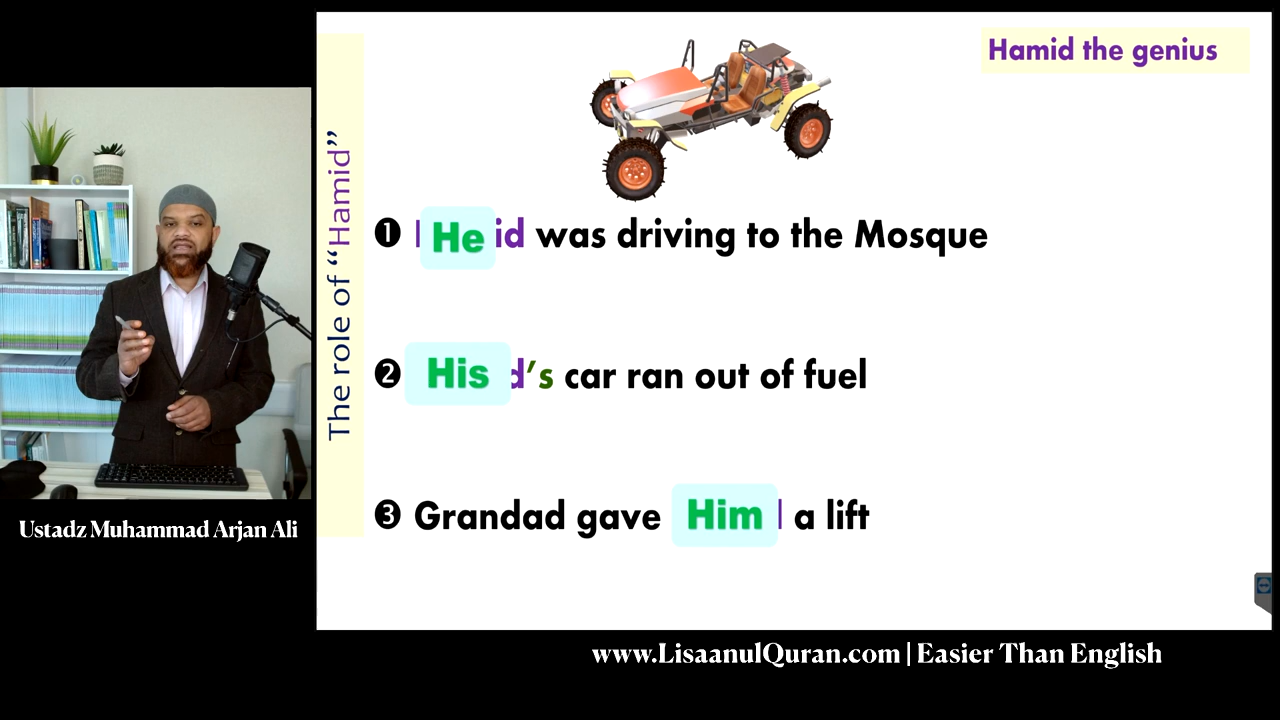 Hamid the genius
The role of “Hamid”
❶ He id was driving to the Mosque
❷ His d’s car ran out of fuel
❸ Grandad gave Him a lift
Ustadz Muhammad Arjan Ali
www.LisaanulQuran.com | Easier Than English